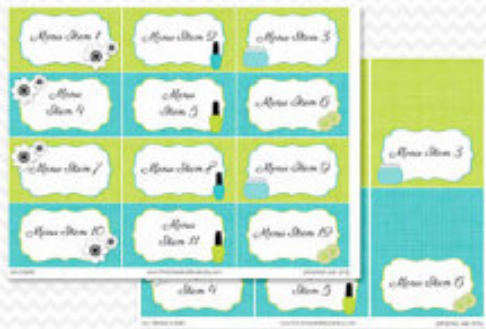 Menu Item 1
Menu Item 2
Menu Item 3
Menu
Item 4
Menu
Item 5
Menu
Item 6
Menu Item 7
Menu Item 8
Menu Item 9
Menu Item 10
Menu
Item 11
Menu Item 12
Menu Item 3
Menu Item 6
Item 4
Item 5